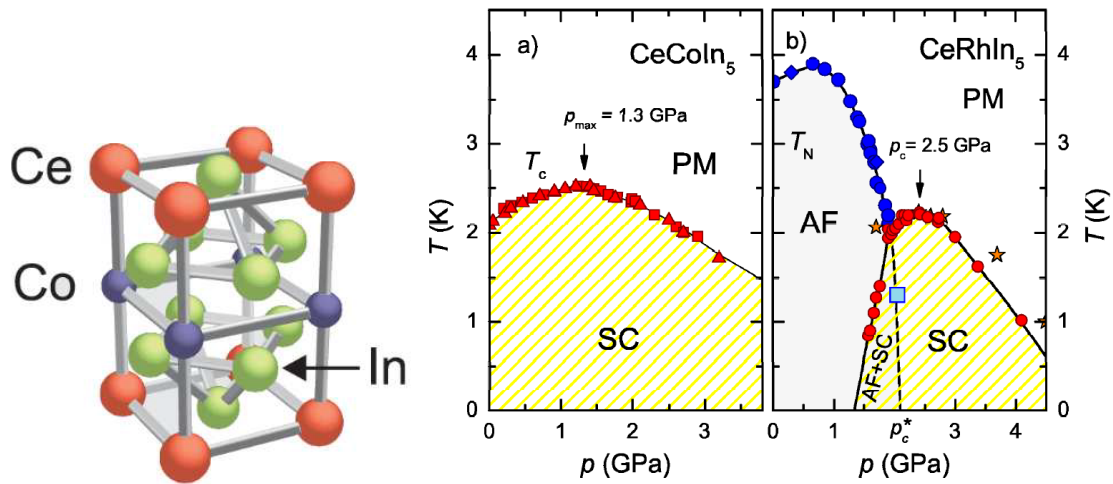 Ce
Co
In
a)
CeCoIn5
p_max = 1.3 GPa
T_c
PM
SC
4
3
2
1
0
T (K)
0
1
2
3
p (GPa)
b)
CeRhIn5
PM
p_c = 2.5 GPa
T_N
AF
AF+SC
SC
0
1
p_c*
3
4
p (GPa)
4
3
2
1
0
T (K)